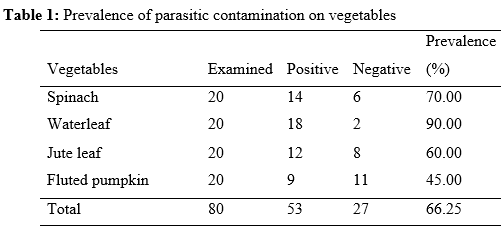 Table 1: Prevalence of parasitic contamination on vegetables
Prevalence
Vegetables Examined Positive Negative (%)
Spinach 20 14 6 70.00
Waterleaf 20 18 2 90.00
Jute leaf 20 12 8 60.00
Fluted pumpkin 20 9 11 45.00
Total 80 53 27 66.25